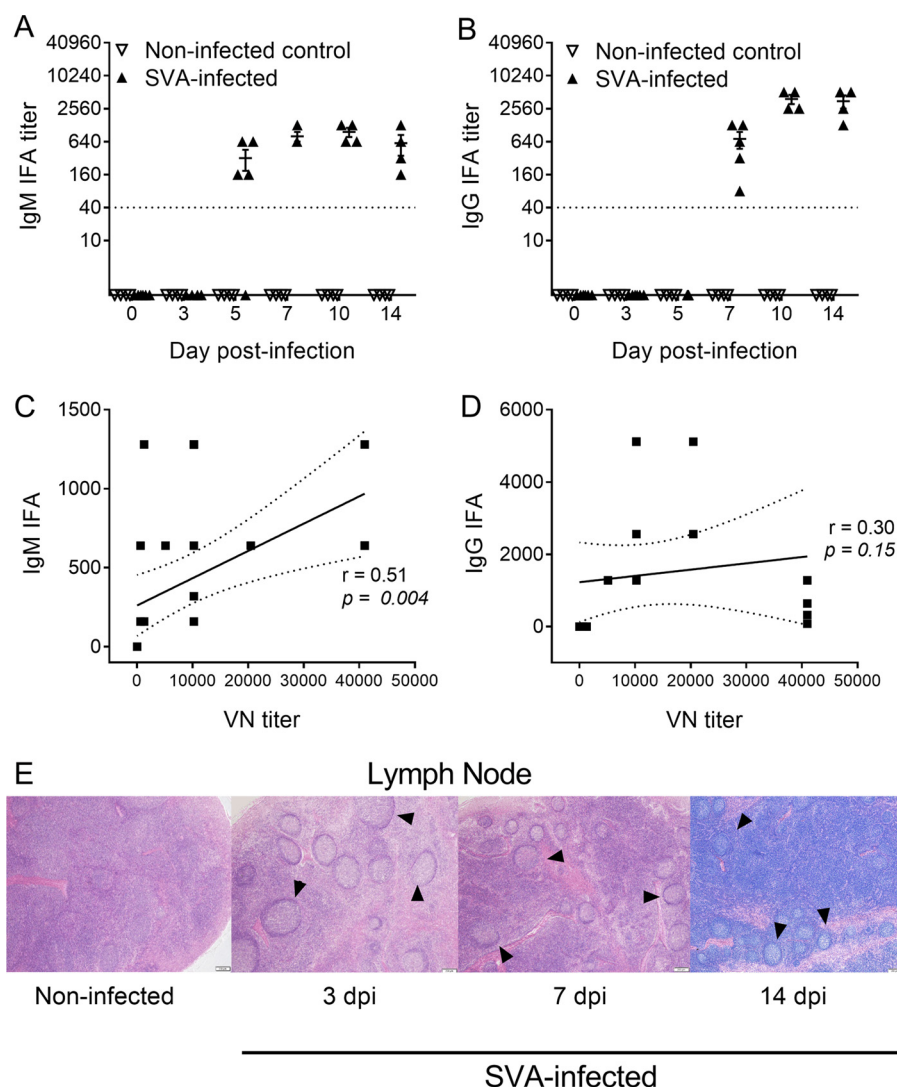 A
IgM IFA titer
40960
10240
2560
640
160
40
10
Non-infected control
SVA-infected
0 3 5 7 10 14
Day post-infection
B
IgG IFA titer
40960
10240
2560
640
160
40
10
Non-infected control
SVA-infected
0 3 5 7 10 14
Day post-infection
C
IgM IFA
1500
1000
500
0
r = 0.51
p = 0.004
0 10000 20000 30000 40000 50000
VN titer
D
IgG IFA
6000
4000
2000
0
r = 0.30
p = 0.15
0 10000 20000 30000 40000 50000
VN titer
E
Lymph Node
Non-infected 3 dpi 7 dpi 14 dpi
SVA-infected